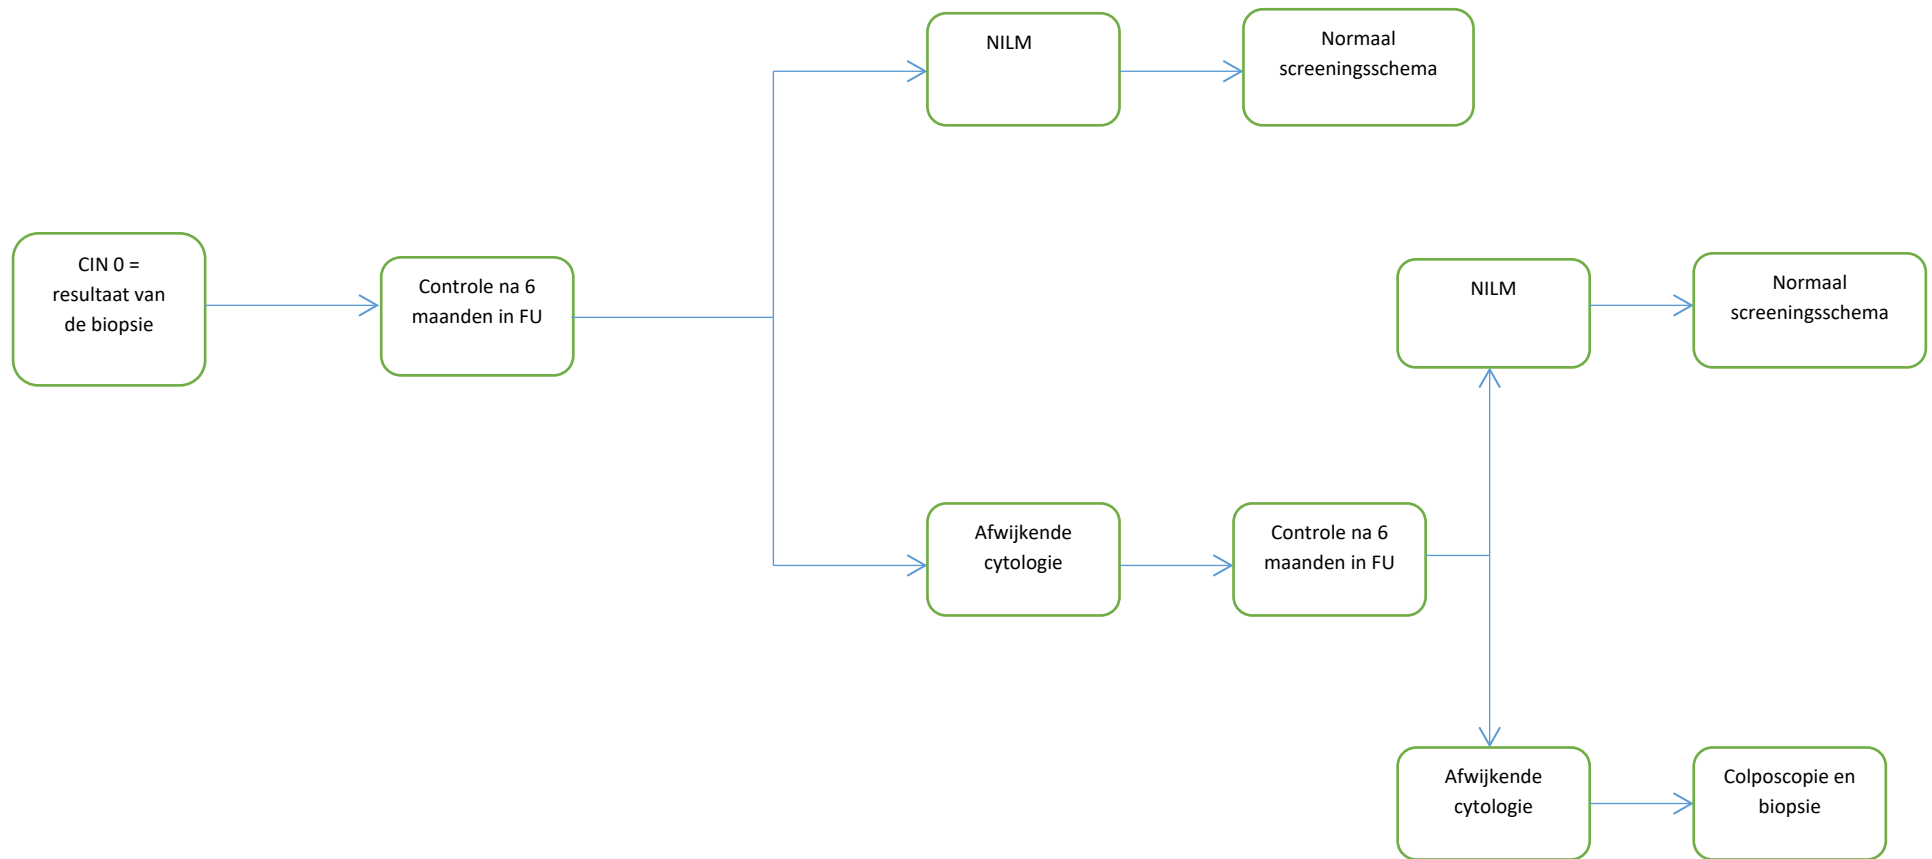 NILM
Normaal
screeningsschema
CIN 0 =
resultaat van
de biopsie
Controle na 6
maanden in FU
NILM
Normaal
screeningsschema
Afwijkende
cytologie
Controle na 6
maanden in FU
Afwijkende
cytologie
Colposcopie en
biopsie